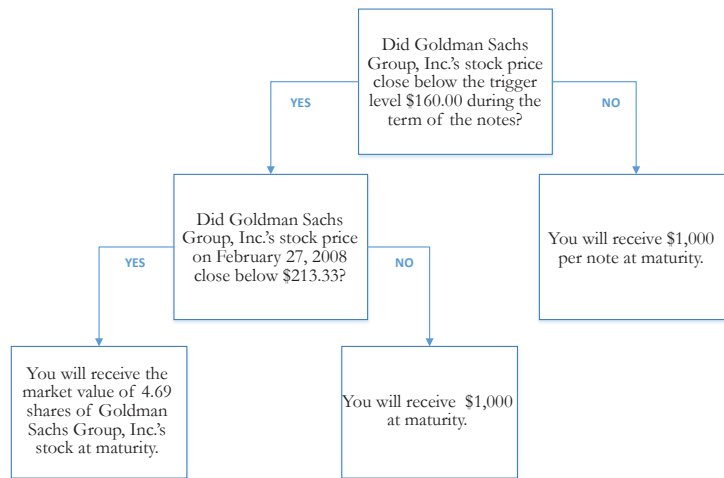 Did Goldman Sachs
Group, Inc.'s stock price
close below the trigger
level $160.00 during the
term of the notes?
YES
NO
Did Goldman Sachs
Group, Inc.'s stock price
on February 27, 2008
close below $213.33?
You will receive $1,000
per note at maturity.
YES
NO
You will receive the
market value of 4.69
shares of Goldman
Sachs Group, Inc.'s
stock at maturity.
You will receive $1,000
at maturity.